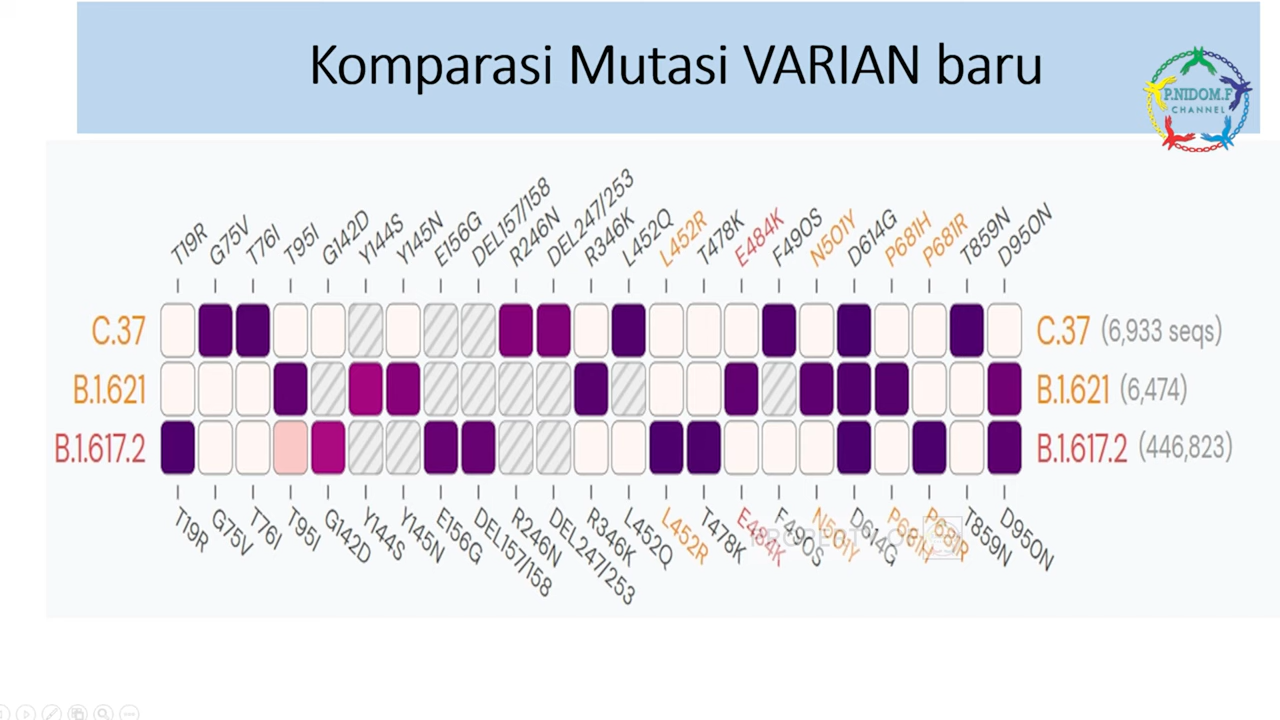 Komparasi Mutasi VARIAN baru
P.NIDOM.F
CHANNEL
T19R G75V T76I T95I G142D Y144S Y145N E156G DEL157/158 R246N DEL247/253 R346K L452Q L452R T478K E484K F490S N501Y D614G P681H P681R T859N D950N
C.37 C.37 (6,933 seqs)
B.1.621 B.1.621 (6,474)
B.1.617.2 B.1.617.2 (446,823)
T19R G75V T76I T95I G142D Y144S Y145N E156G DEL157/158 R246N DEL247/253 R346K L452Q L452R T478K E484K F490S N501Y D614G P681H P681R T859N D950N